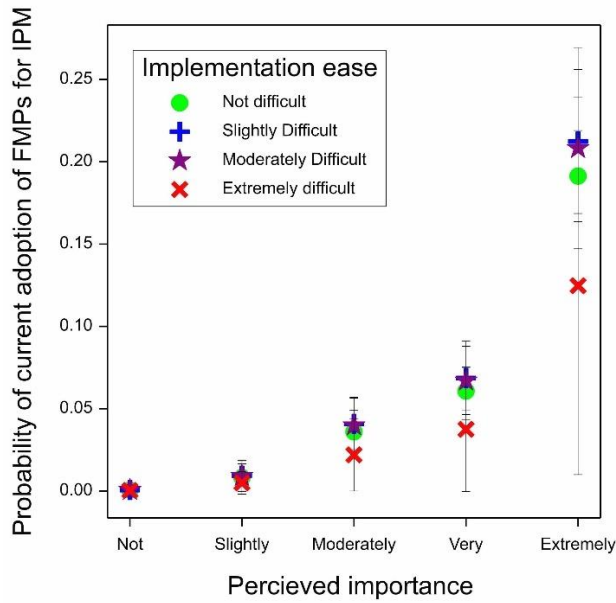 Probability of current adoption of FMPs for IPM
0.25
0.20
0.15
0.10
0.05
0.00
Implementation ease
Not difficult
Slightly Difficult
Moderately Difficult
Extremely difficult
Not
Slightly
Moderately
Very
Extremely
Percieved importance